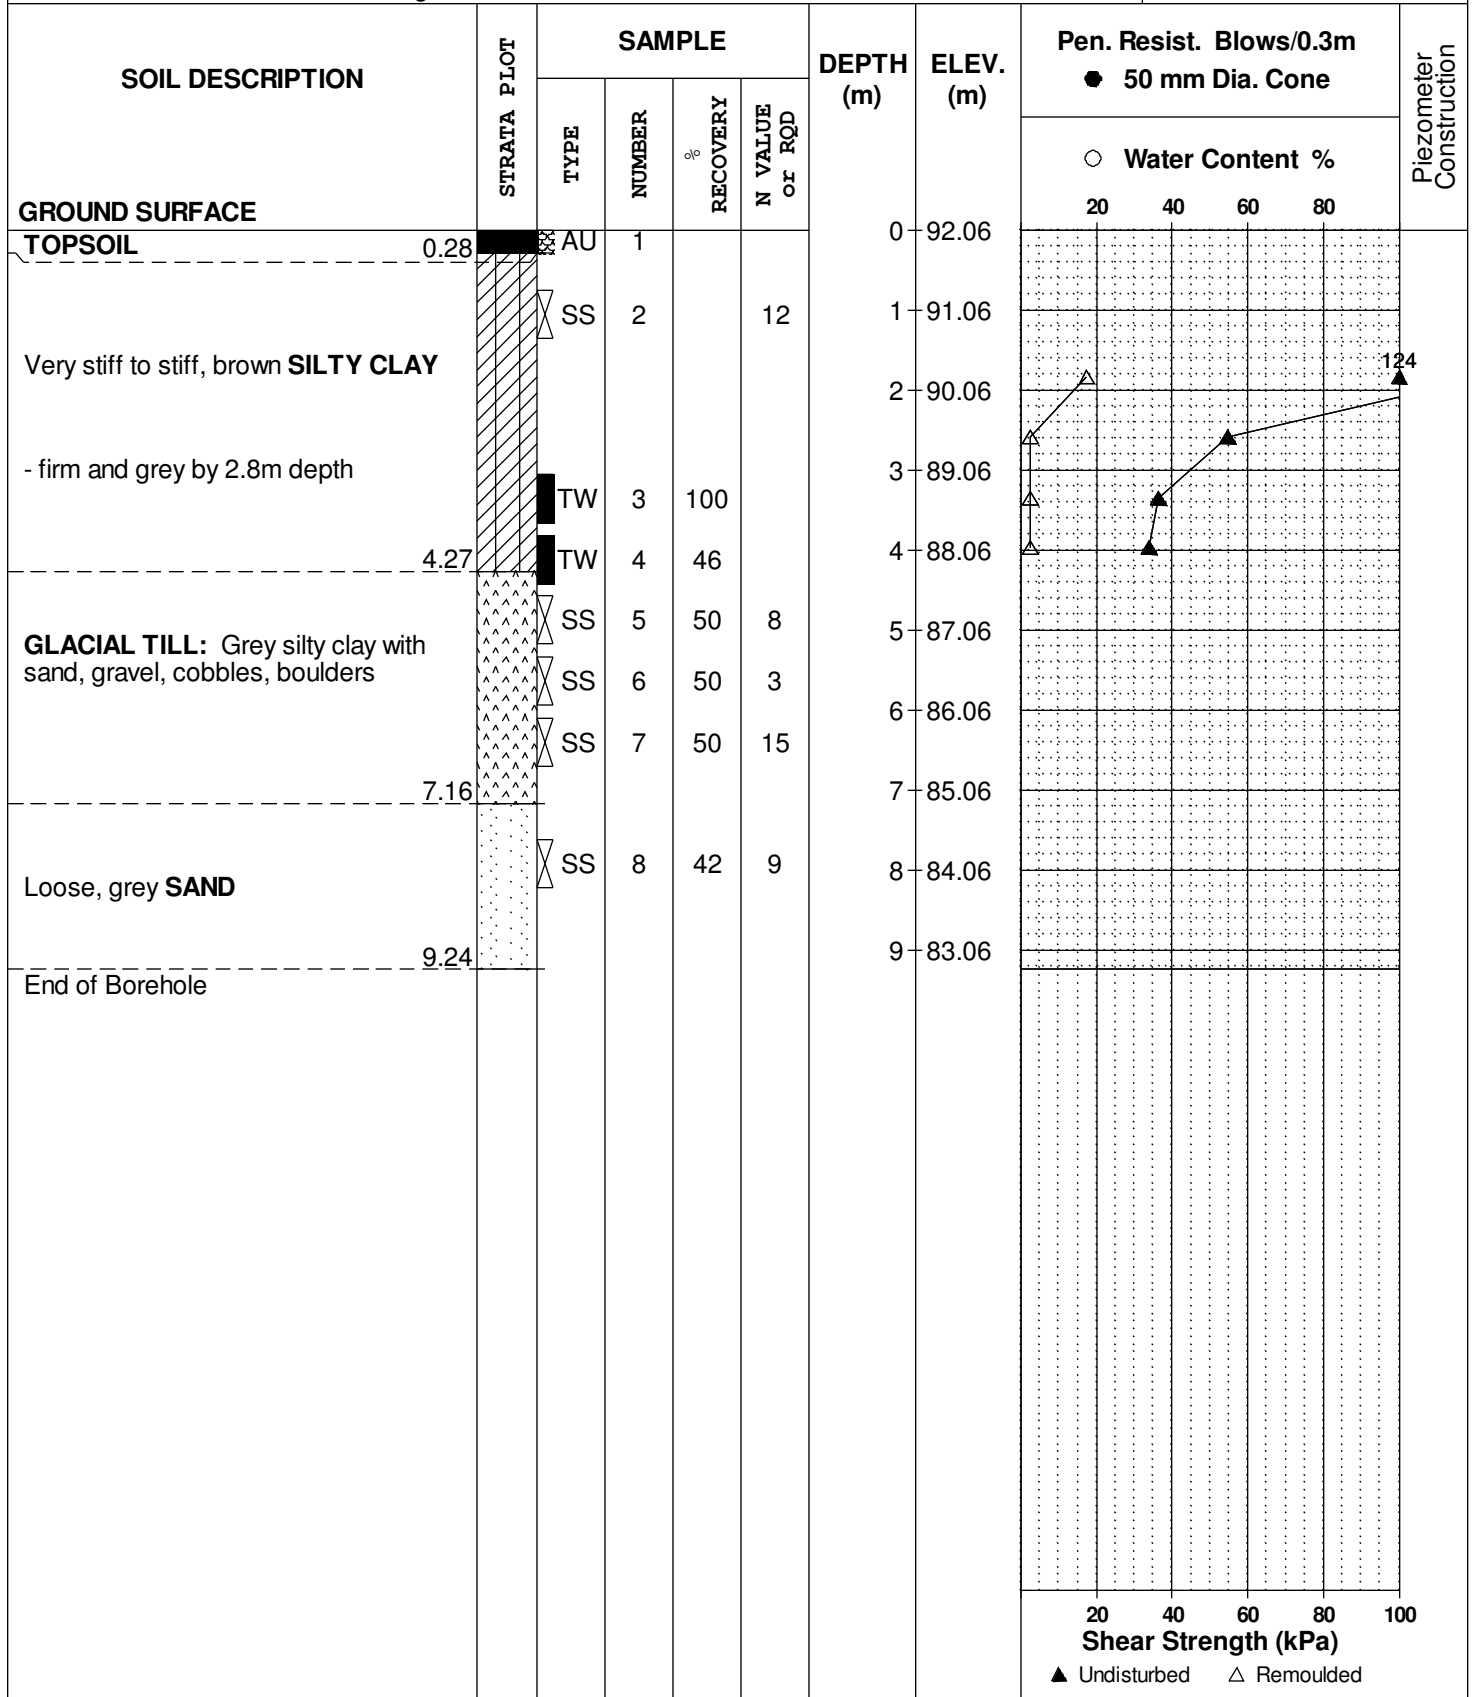 SOIL DESCRIPTION
STRATA PLOT
SAMPLE
TYPE
NUMBER
% RECOVERY
N VALUE or RQD
DEPTH (m)
ELEV. (m)
Pen. Resist. Blows/0.3m
● 50 mm Dia. Cone
○ Water Content %
Piezometer Construction
20 40 60 80
GROUND SURFACE
TOPSOIL 0.28
AU 1
0 92.06
SS 2 12
1 91.06
Very stiff to stiff, brown SILTY CLAY
124
2 90.06
- firm and grey by 2.8m depth
3 89.06
TW 3 100
4.27
TW 4 46
4 88.06
SS 5 50 8
5 87.06
GLACIAL TILL: Grey silty clay with
sand, gravel, cobbles, boulders
SS 6 50 3
6 86.06
SS 7 50 15
7.16
7 85.06
SS 8 42 9
8 84.06
Loose, grey SAND
9.24
9 83.06
End of Borehole
20 40 60 80 100
Shear Strength (kPa)
▲ Undisturbed △ Remoulded